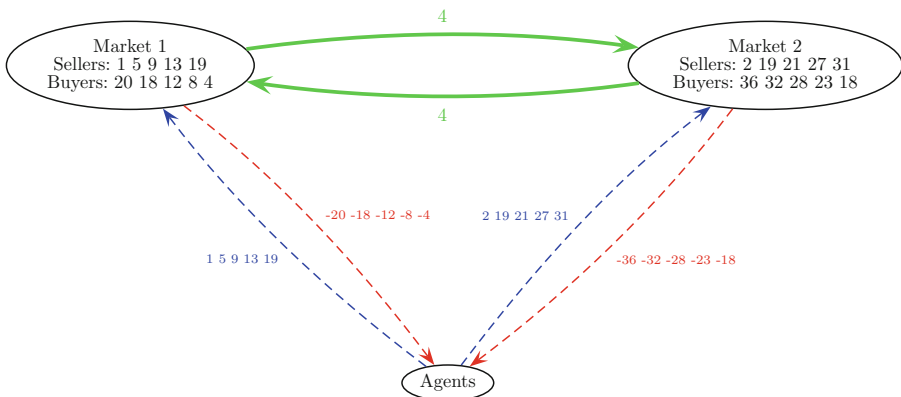 4
Market 1
Sellers: 1 5 9 13 19
Buyers: 20 18 12 8 4
Market 2
Sellers: 2 19 21 27 31
Buyers: 36 32 28 23 18
4
-20 -18 -12 -8 -4
2 19 21 27 31
1 5 9 13 19
-36 -32 -28 -23 -18
Agents